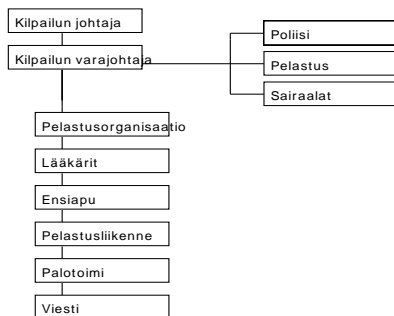 Kilpailun johtaja
Kilpailun varajohtaja
Poliisi
Pelastus
Sairaalat
Pelastusorganisaatio
Lääkärit
Ensiapu
Pelastusliikenne
Palotoimi
Viesti